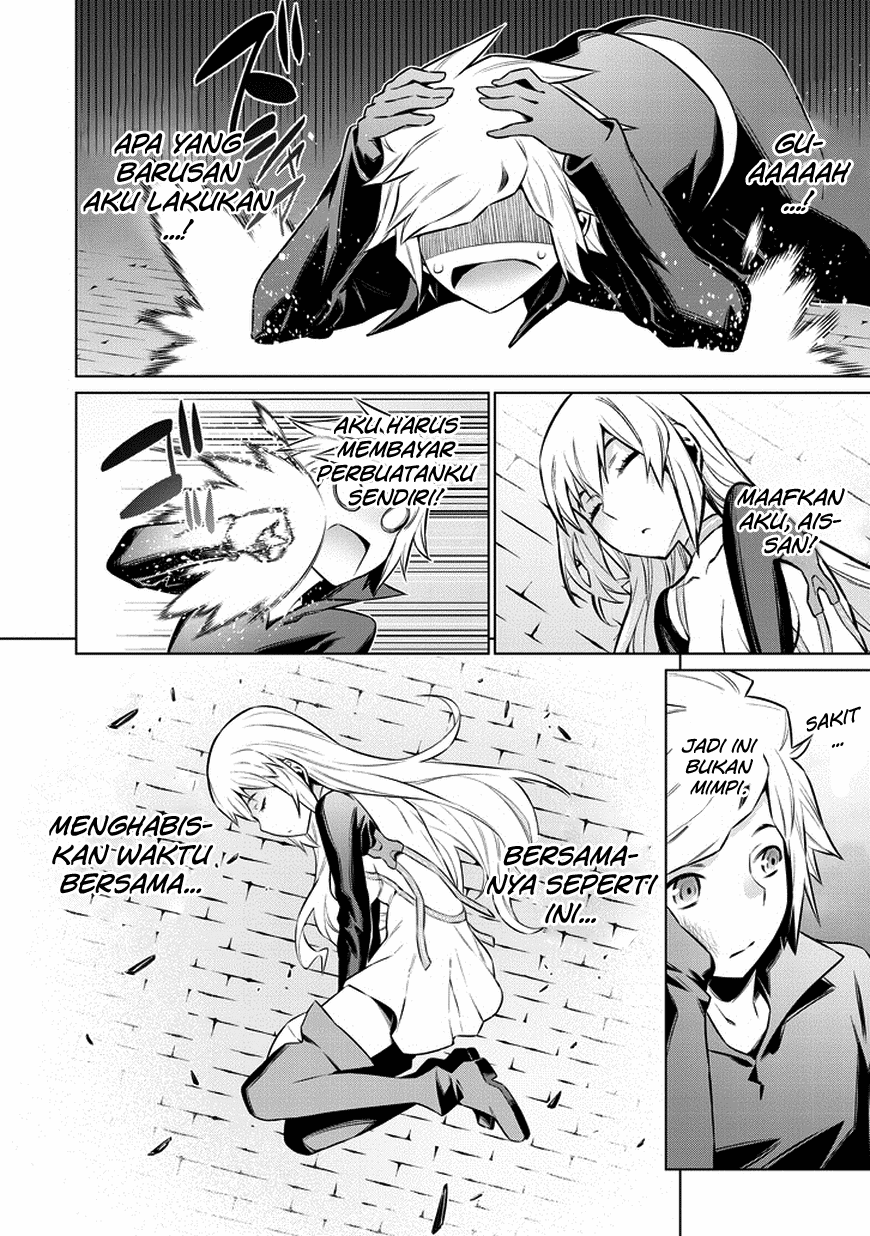 GU-
AAAAAH
....!
APA YANG
BARUSAN
AKU LAKUKAN
....!
MAAFKAN
AKU, AIS-
SAN!
AKU HARUS
MEMBAYAR
PERBUATANKU
SENDIRI!
SAKIT
...
JADI INI
BUKAN
MIMPI.
BERSAMA-
NYA SEPERTI
INI...
MENGHABIS-
KAN WAKTU
BERSAMA...